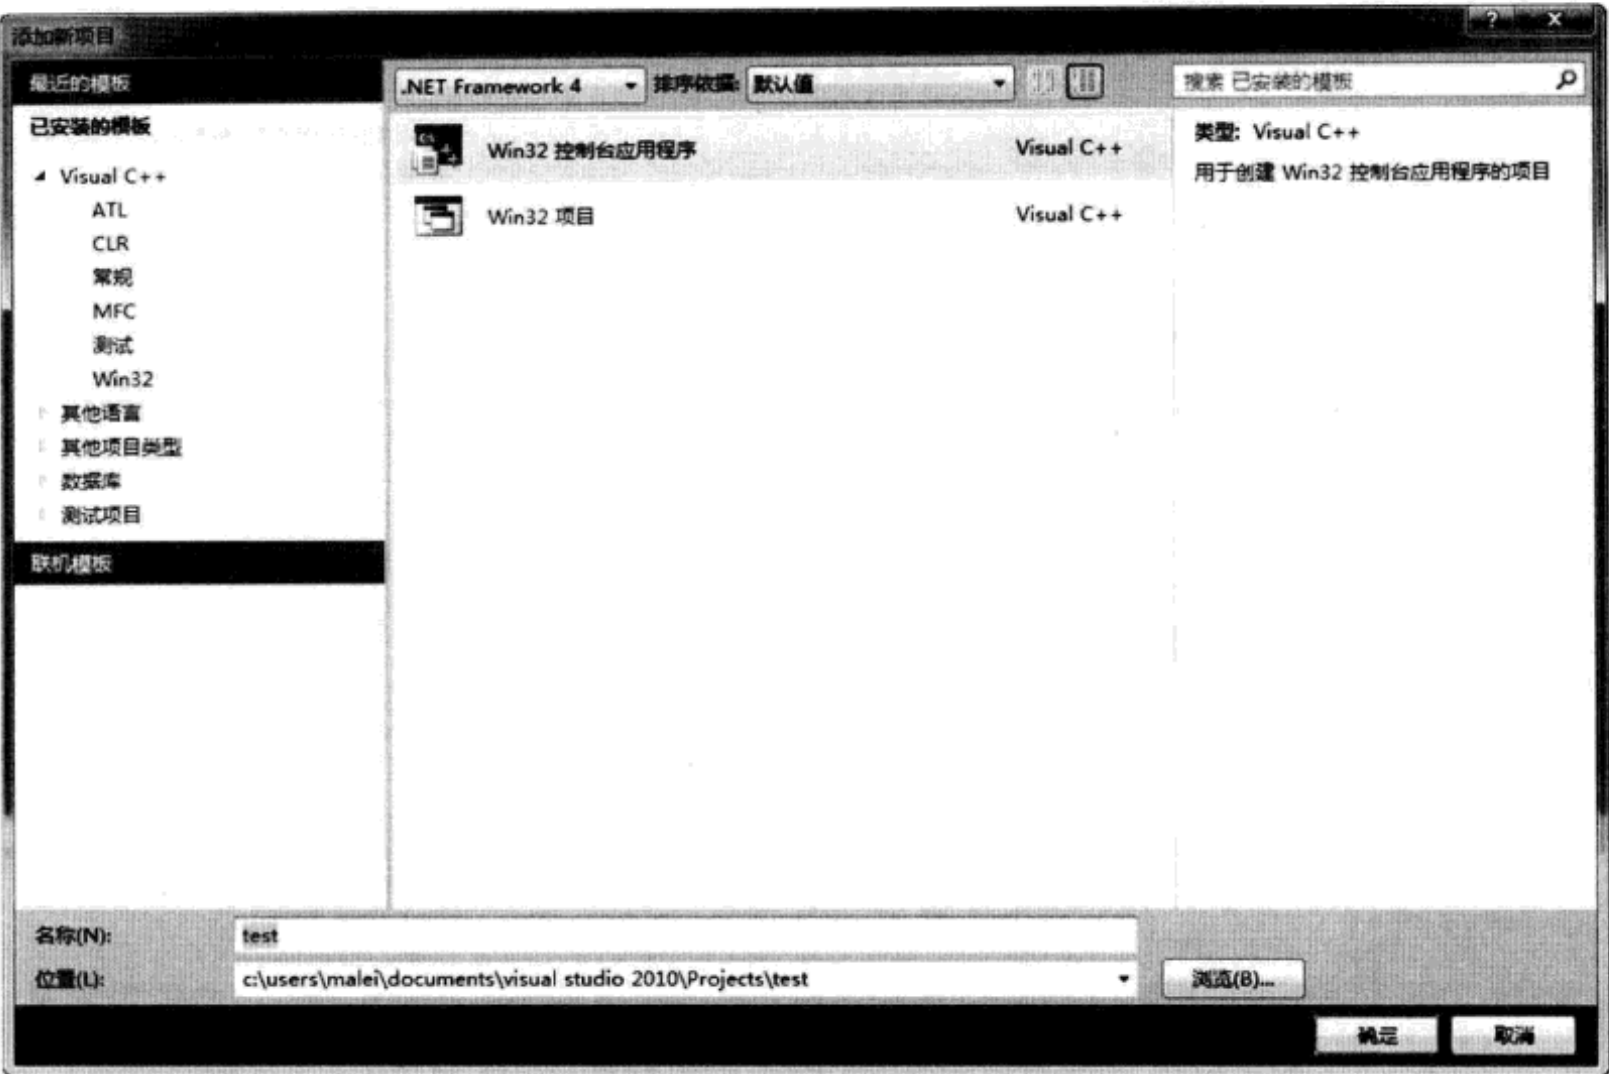 添加新项目
最近的模板
已安装的模板
Visual C++
ATL
CLR
常规
MFC
测试
Win32
其他语言
其他项目类型
数据库
测试项目
联机模板
.NET Framework 4 排序依据: 默认值
Win32 控制台应用程序 Visual C++
Win32 项目 Visual C++
搜索 已安装的模板
类型: Visual C++
用于创建 Win32 控制台应用程序的项目
名称(N): test
位置(L): c:\users\malei\documents\visual studio 2010\Projects\test 浏览(B)...
确定 取消